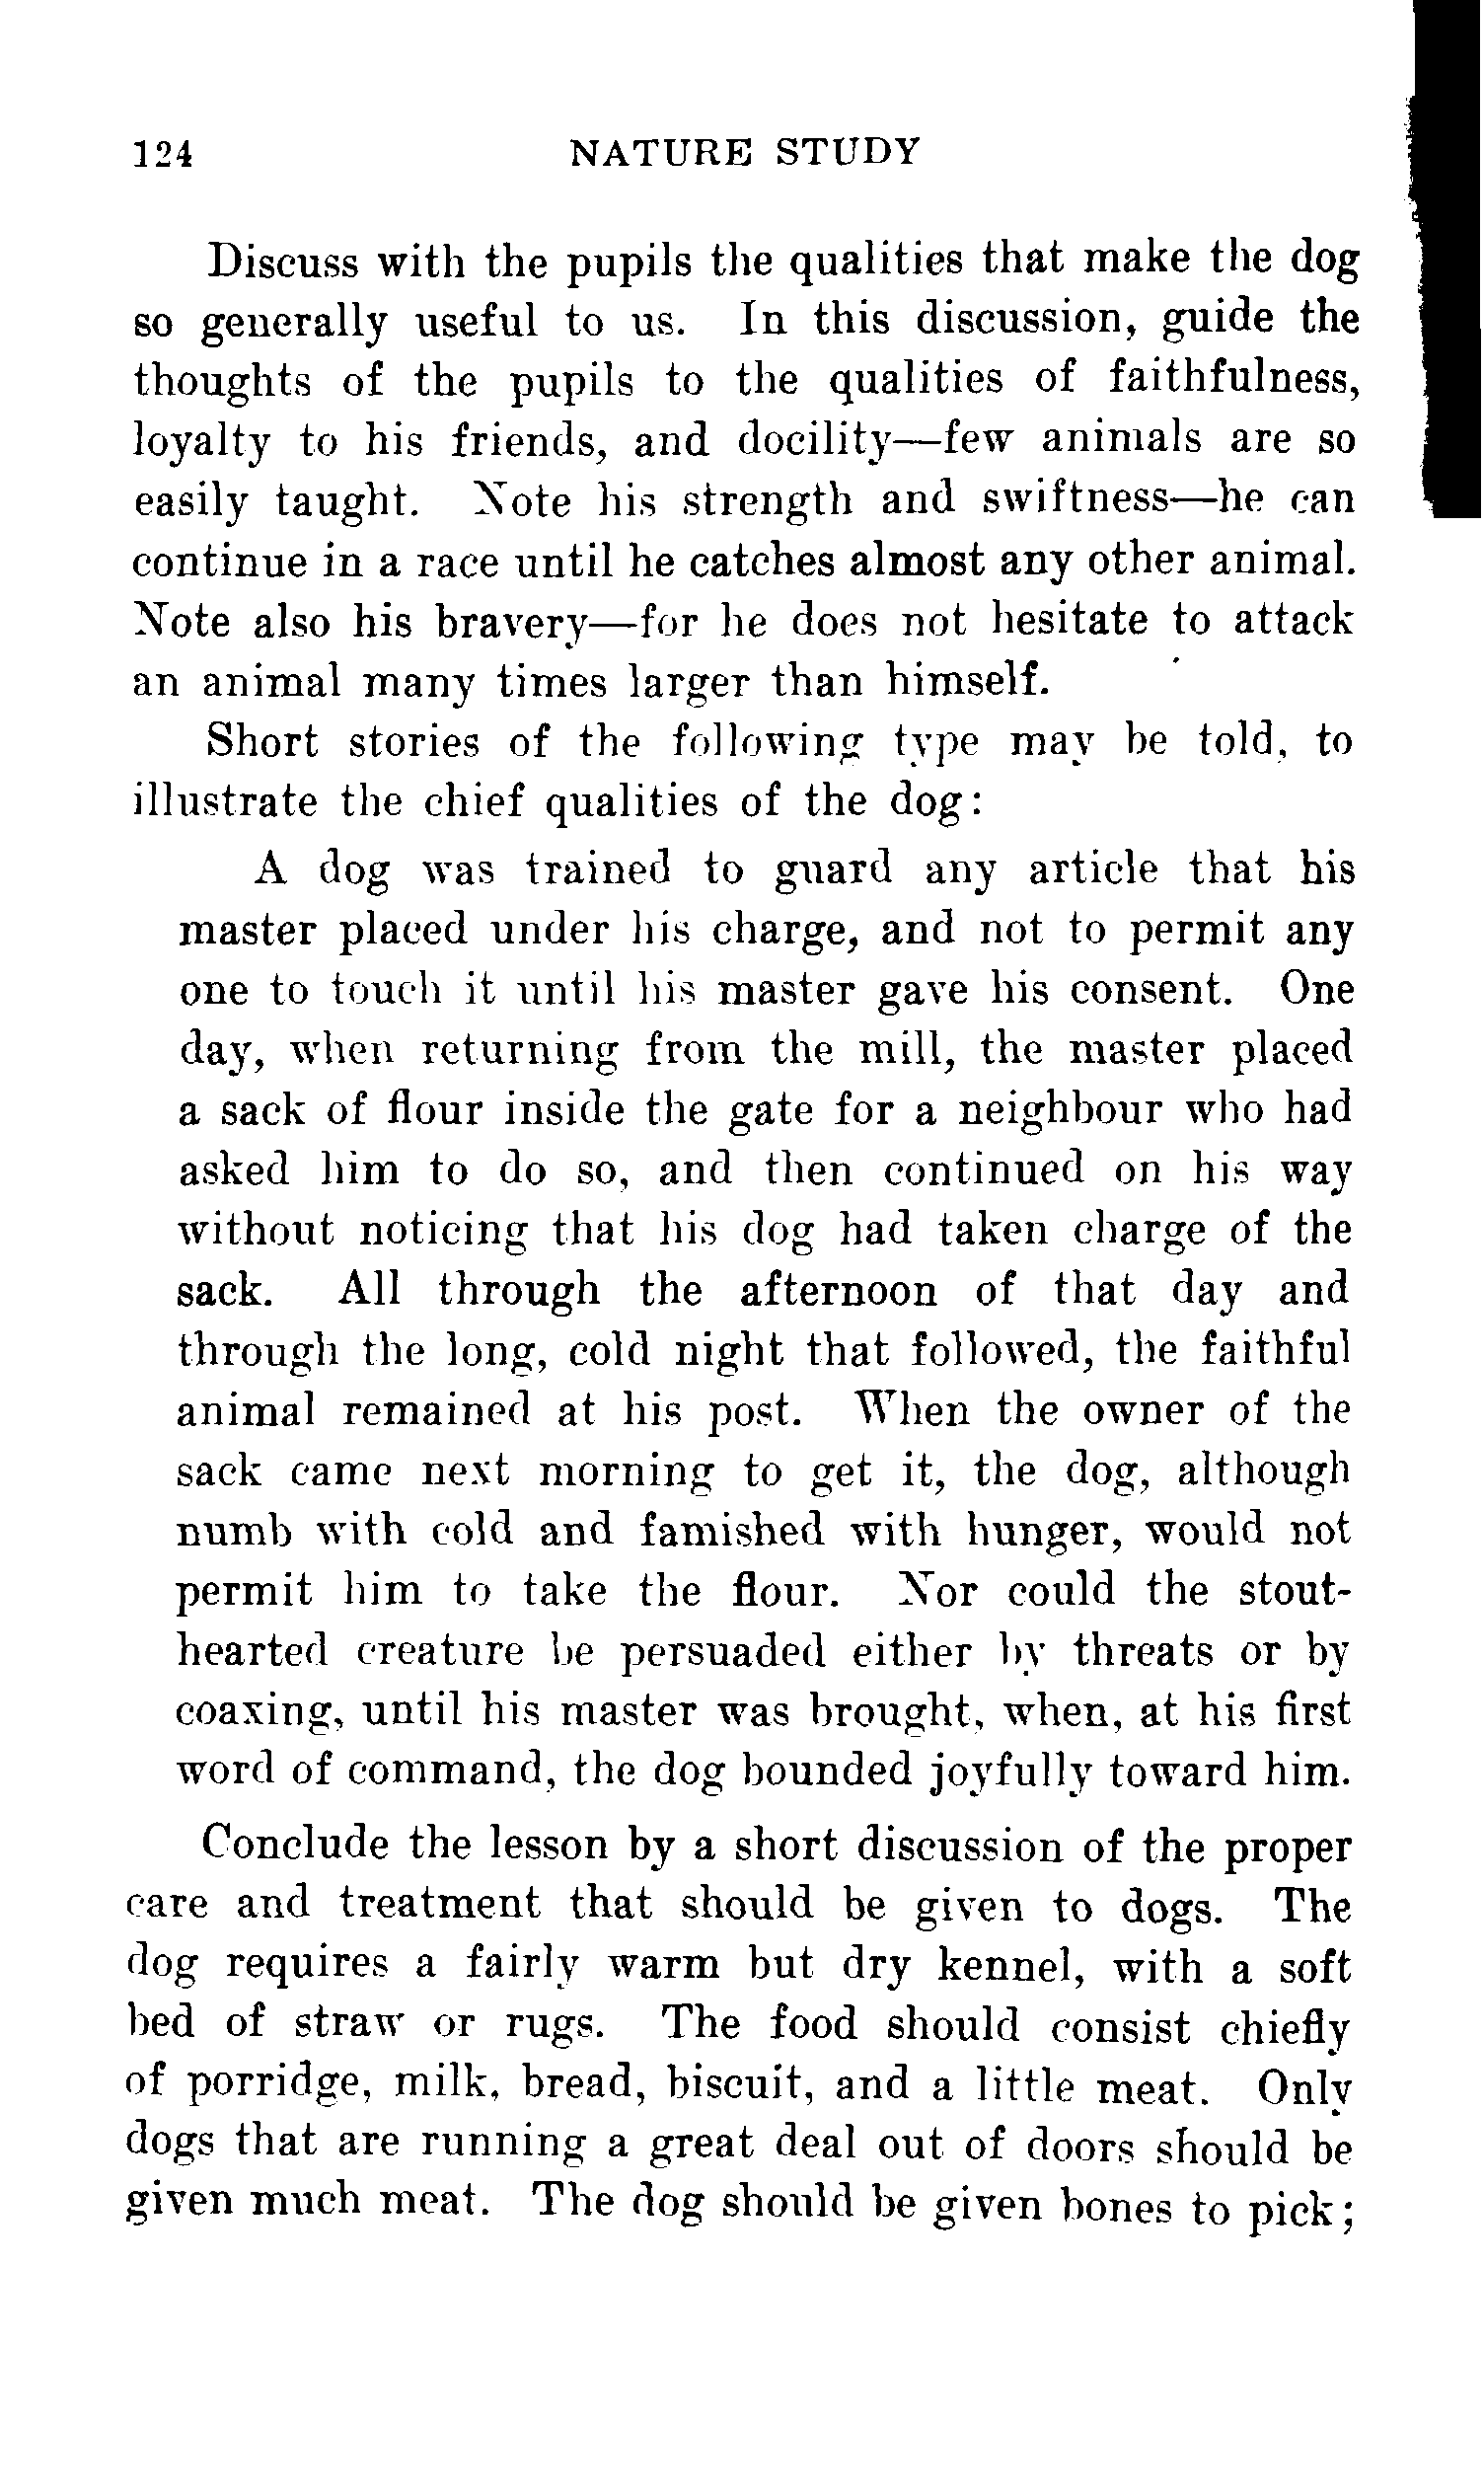 124 NATURE STUDY
Discuss with the pupils the qualities that make the dog
so generally useful to us. In this discussion, guide the
thoughts of the pupils to the qualities of faithfulness,
loyalty to his friends, and docility—few animals are so
easily taught. Note his strength and swiftness—he can
continue in a race until he catches almost any other animal.
Note also his bravery—for he does not hesitate to attack
an animal many times larger than himself.
Short stories of the following type may be told, to
illustrate the chief qualities of the dog:
A dog was trained to guard any article that his
master placed under his charge, and not to permit any
one to touch it until his master gave his consent. One
day, when returning from the mill, the master placed
a sack of flour inside the gate for a neighbour who had
asked him to do so, and then continued on his way
without noticing that his dog had taken charge of the
sack. All through the afternoon of that day and
through the long, cold night that followed, the faithful
animal remained at his post. When the owner of the
sack came next morning to get it, the dog, although
numb with cold and famished with hunger, would not
permit him to take the flour. Nor could the stout-
hearted creature be persuaded either by threats or by
coaxing, until his master was brought, when, at his first
word of command, the dog bounded joyfully toward him.
Conclude the lesson by a short discussion of the proper
care and treatment that should be given to dogs. The
dog requires a fairly warm but dry kennel, with a soft
bed of straw or rugs. The food should consist chiefly
of porridge, milk, bread, biscuit, and a little meat. Only
dogs that are running a great deal out of doors should be
given much meat. The dog should be given bones to pick;